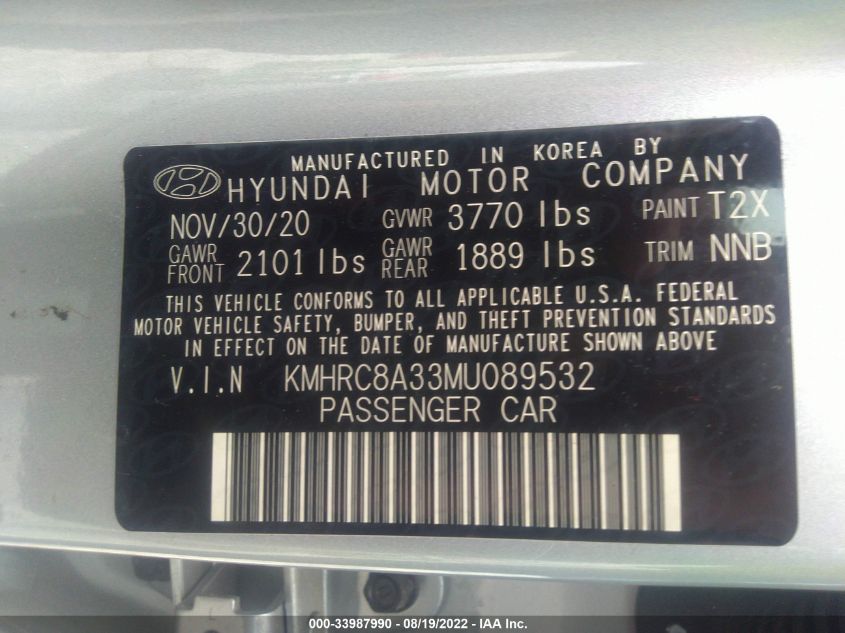 MANUFACTURED IN KOREA BY
HYUNDAI MOTOR COMPANY
NOV/30/20 GVWR 3770 lbs PAINT T2X
GAWR FRONT 2101 lbs GAWR REAR 1889 lbs TRIM NNB
THIS VEHICLE CONFORMS TO ALL APPLICABLE U.S.A. FEDERAL
MOTOR VEHICLE SAFETY, BUMPER, AND THEFT PREVENTION STANDARDS
IN EFFECT ON THE DATE OF MANUFACTURE SHOWN ABOVE
V.I.N KMHRC8A33MU089532
PASSENGER CAR
000-33987990 - 08/19/2022 - IAA Inc.